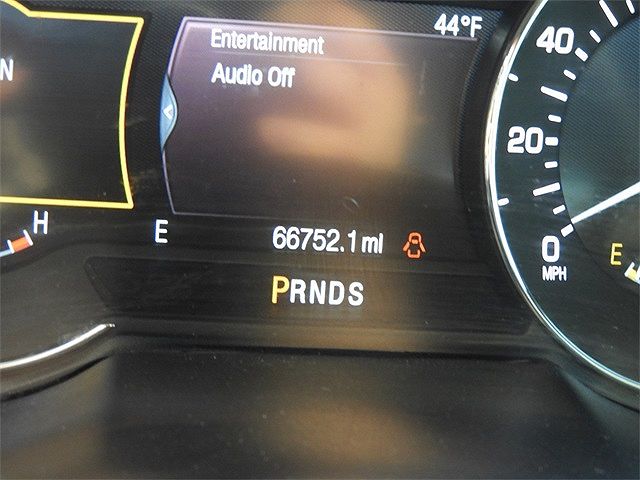 44°F
Entertainment
Audio Off
N
H
E
66752.1 mi
PRNDS
40
20
0
MPH
E